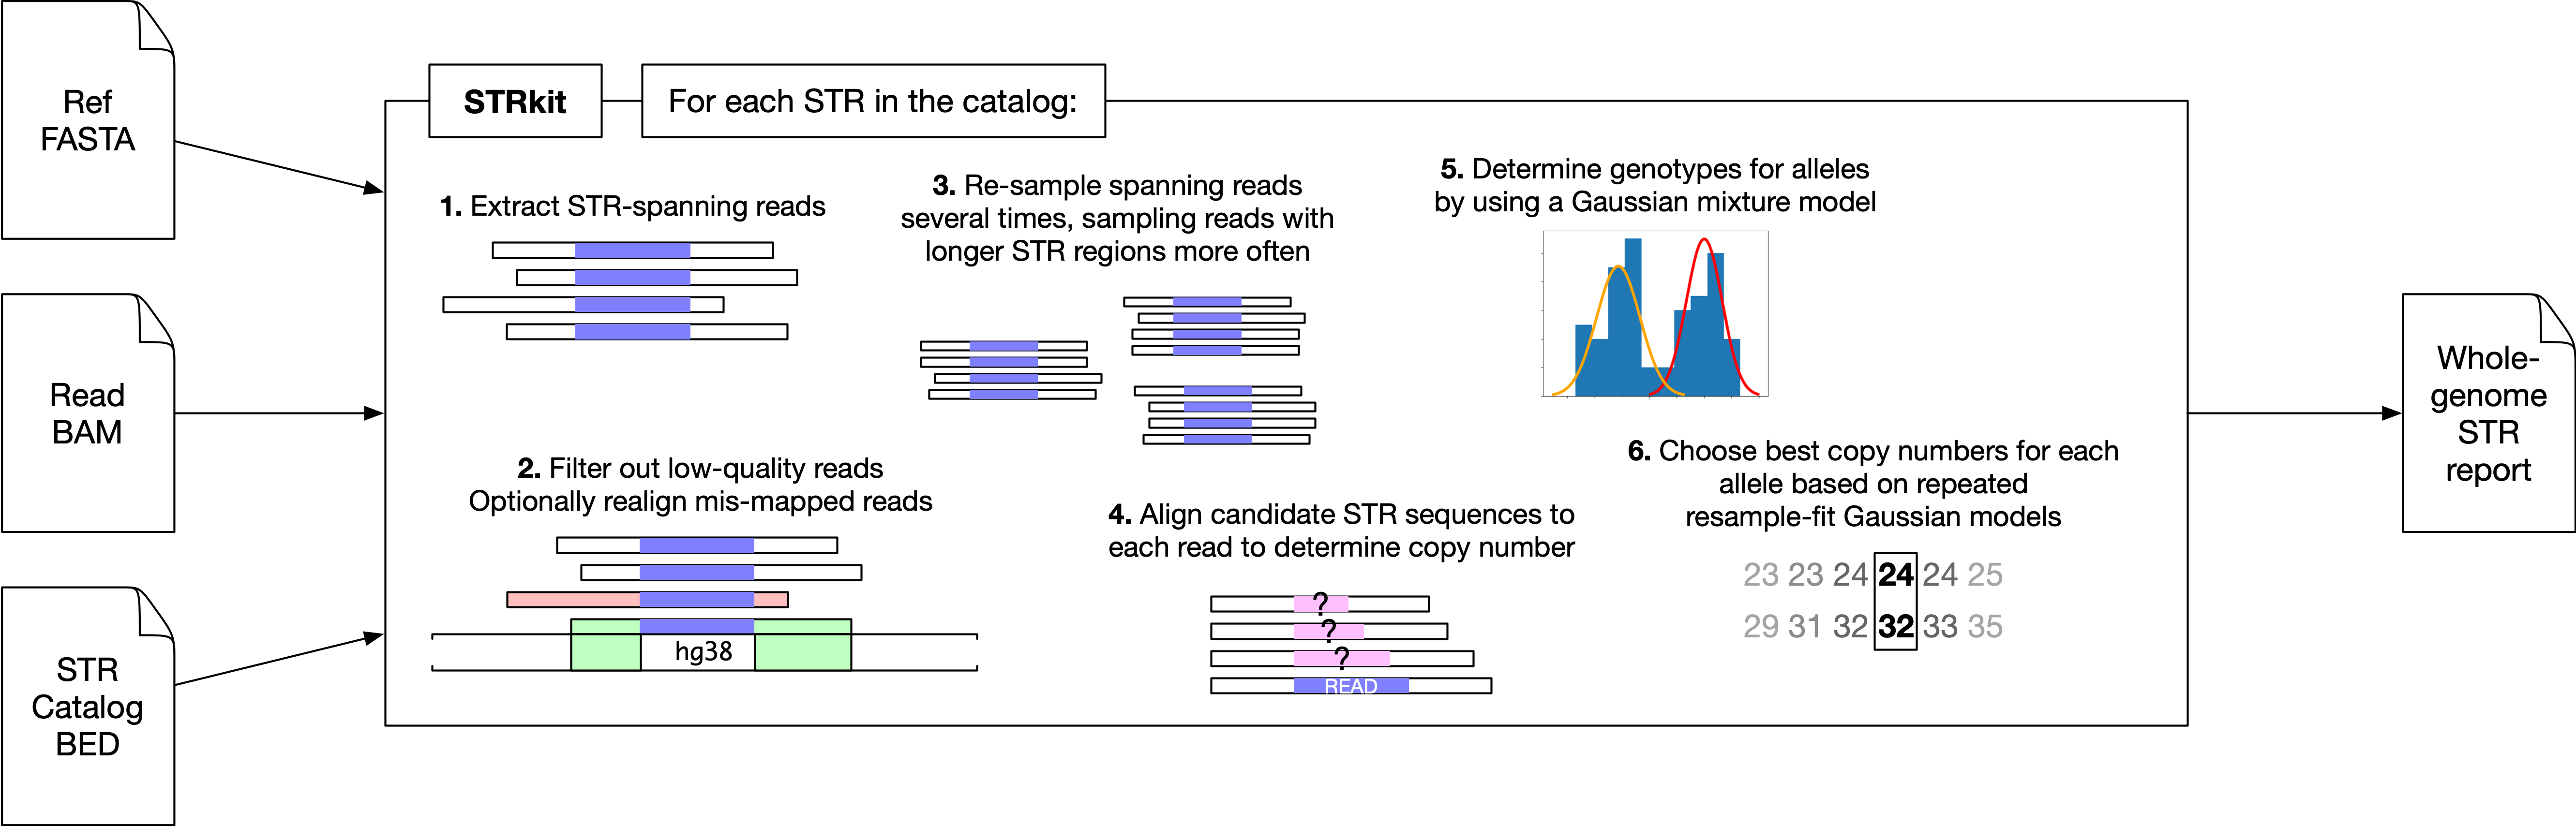 Ref
FASTA
Read
BAM
STR
Catalog
BED
STRkit
For each STR in the catalog:
1. Extract STR-spanning reads
2. Filter out low-quality reads
Optionally realign mis-mapped reads
hg38
3. Re-sample spanning reads
several times, sampling reads with
longer STR regions more often
4. Align candidate STR sequences to
each read to determine copy number
?
?
?
READ
5. Determine genotypes for alleles
by using a Gaussian mixture model
6. Choose best copy numbers for each
allele based on repeated
resample-fit Gaussian models
23 23 24 24 24 25
29 31 32 32 33 35
Whole-
genome
STR
report